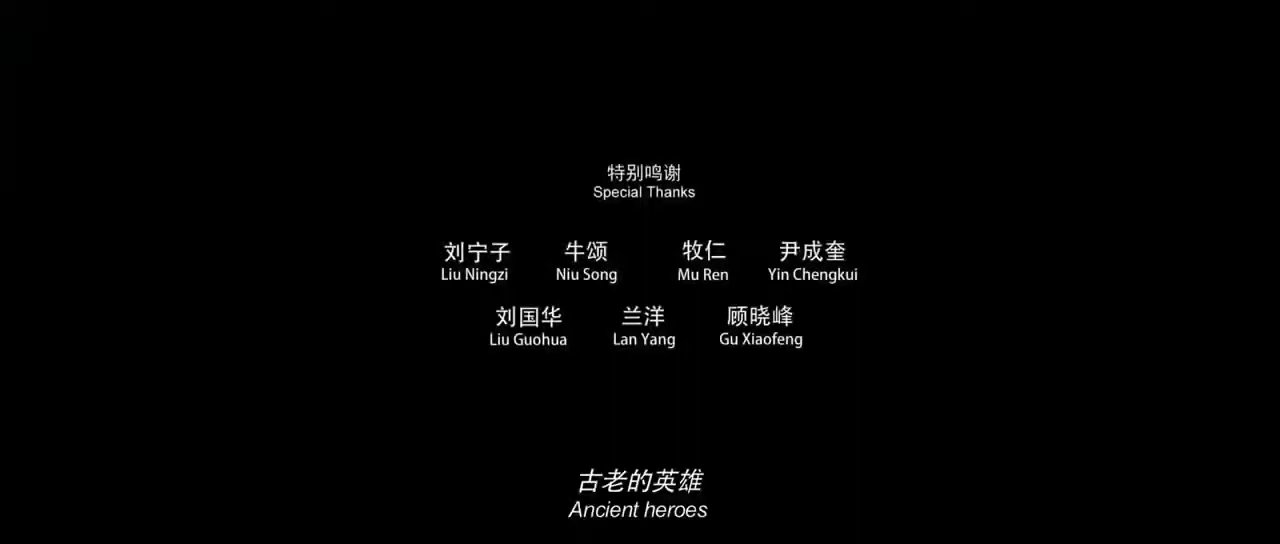 特别鸣谢
Special Thanks
刘宁子 牛颂 牧仁 尹成奎
Liu Ningzi Niu Song Mu Ren Yin Chengkui
刘国华 兰洋 顾晓峰
Liu Guohua Lan Yang Gu Xiaofeng
古老的英雄
Ancient heroes